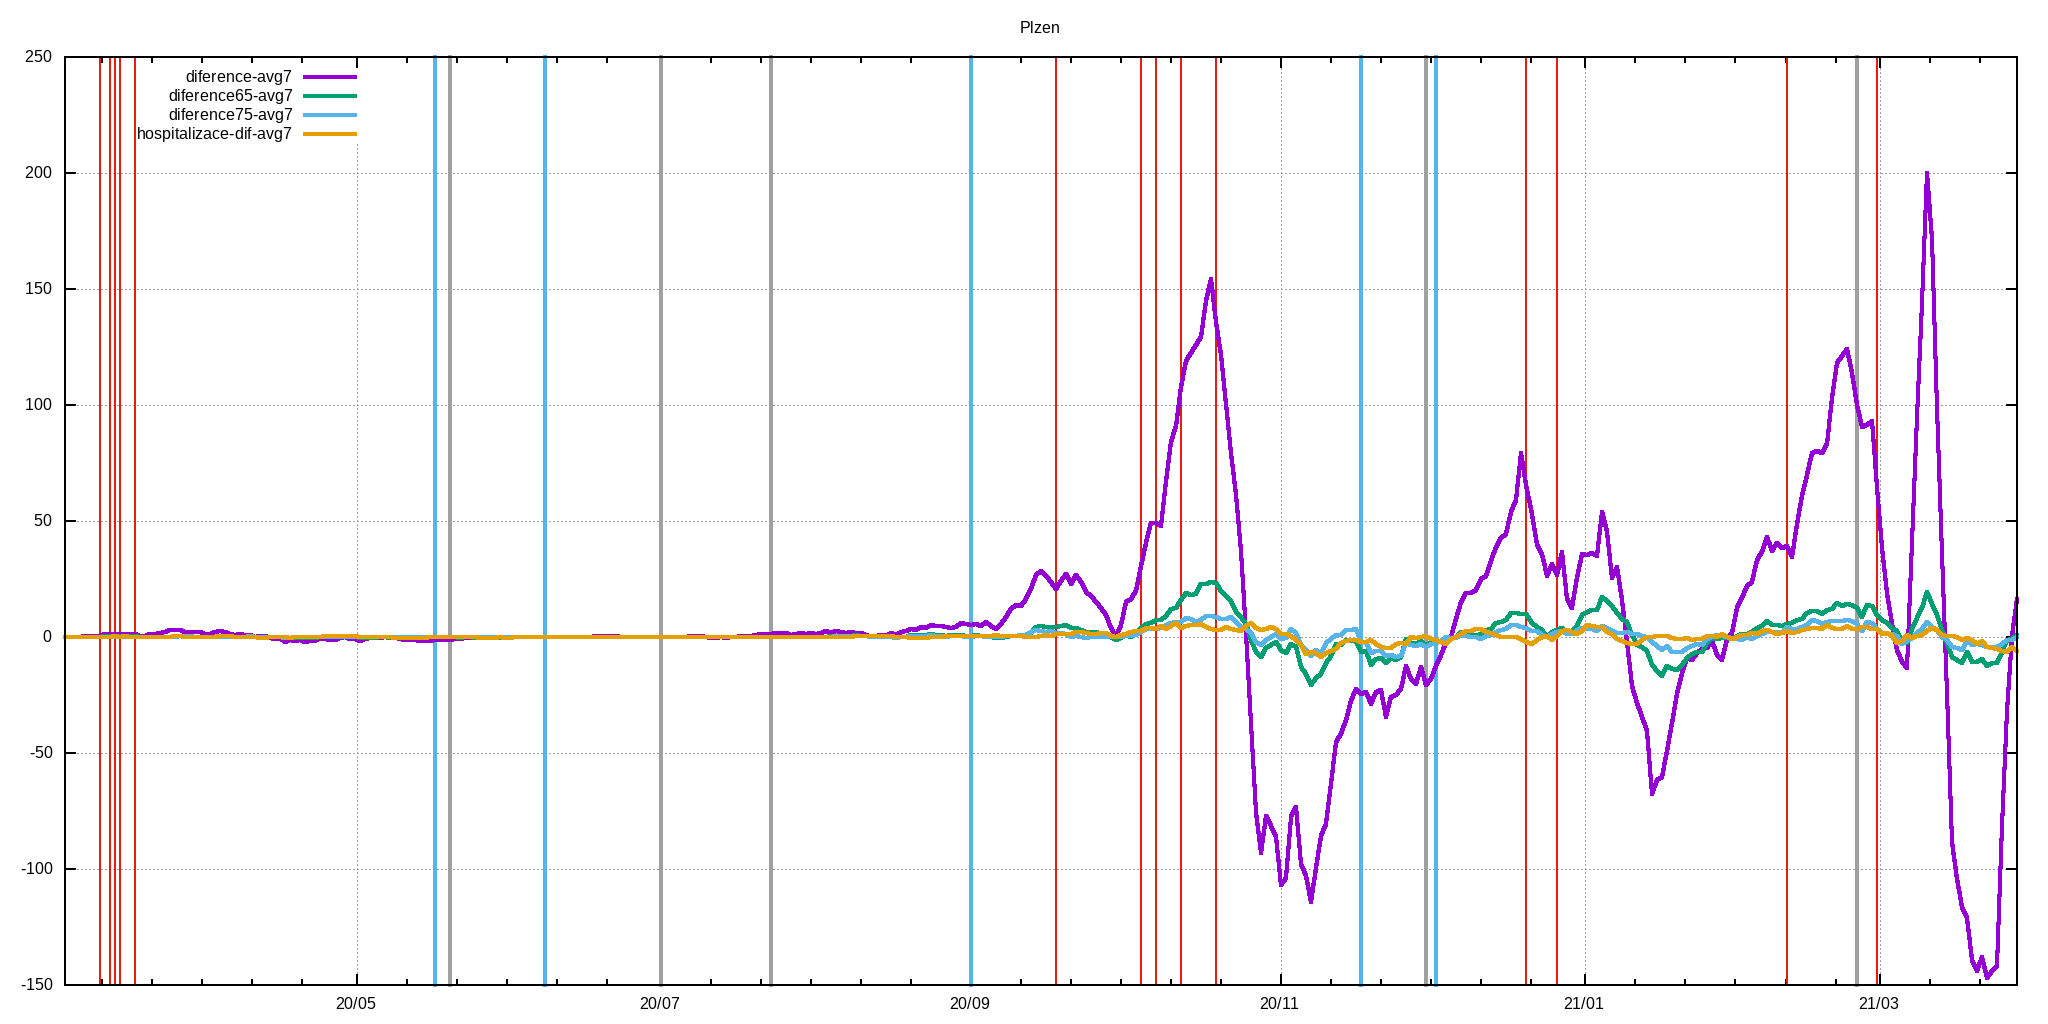 Plzen
250
200
150
100
50
0
-50
-100
-150
diference-avg7
diference65-avg7
diference75-avg7
hospitalizace-dif-avg7
20/05 20/07 20/09 20/11 21/01 21/03